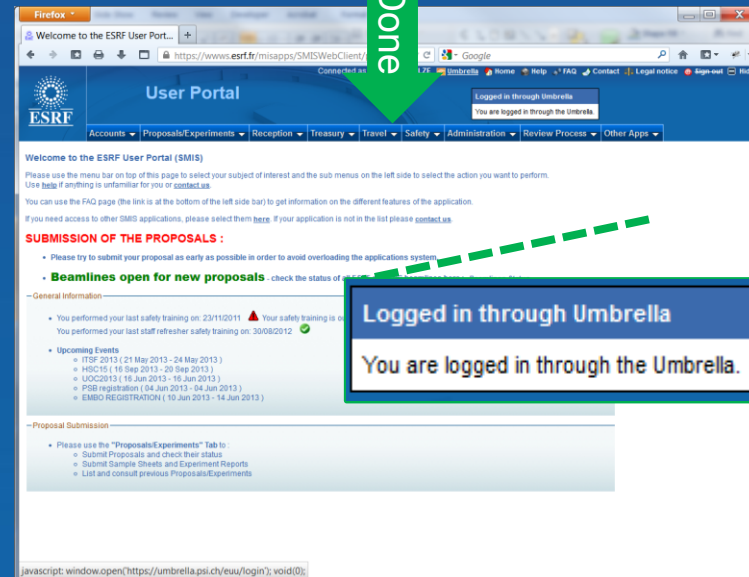 Firefox
Done
Welcome to the ESRF User Port...
https://wwws.esrf.fr/misapps/SMISWebClient/
Google
Connected as
Umbrella Home Help FAQ Contact Legal notice Sign out
ESRF
User Portal
Logged in through Umbrella
You are logged in through the Umbrella.
Accounts Proposals/Experiments Reception Treasury Travel Safety Administration Review Process Other Apps
Welcome to the ESRF User Portal (SMIS)
Please use the menu bar on top of this page to select your subject of interest and the sub menus on the left side to select the action you want to perform.
Use help if anything is unfamiliar for you or contact us.
You can use the FAQ page (the link is at the bottom of the left side bar) to get information on the different features of the application.
If you need access to other SMIS applications, please select them here. If your application is not in the list please contact us.
SUBMISSION OF THE PROPOSALS :
Please try to submit your proposal as early as possible in order to avoid overloading the applications system.
Beamlines open for new proposals - check the status of
General Information
You performed your last safety training on: 23/11/2011 Your safety training is
You performed your last staff refresher safety training on: 30/08/2012
Logged in through Umbrella
You are logged in through the Umbrella.
Upcoming Events
ITSF 2013 ( 21 May 2013 - 24 May 2013 )
HSC15 ( 16 Sep 2013 - 20 Sep 2013 )
UOC2013 ( 16 Jun 2013 - 16 Jun 2013 )
PSB registration ( 04 Jun 2013 - 04 Jun 2013 )
EMBO REGISTRATION ( 10 Jun 2013 - 14 Jun 2013 )
Proposal Submission
Please use the "Proposals/Experiments" Tab to :
Submit Proposals and check their status
Submit Sample Sheets and Experiment Reports
List and consult previous Proposals/Experiments
javascript: window.open('https://umbrella.psi.ch/euu/login'); void(0);